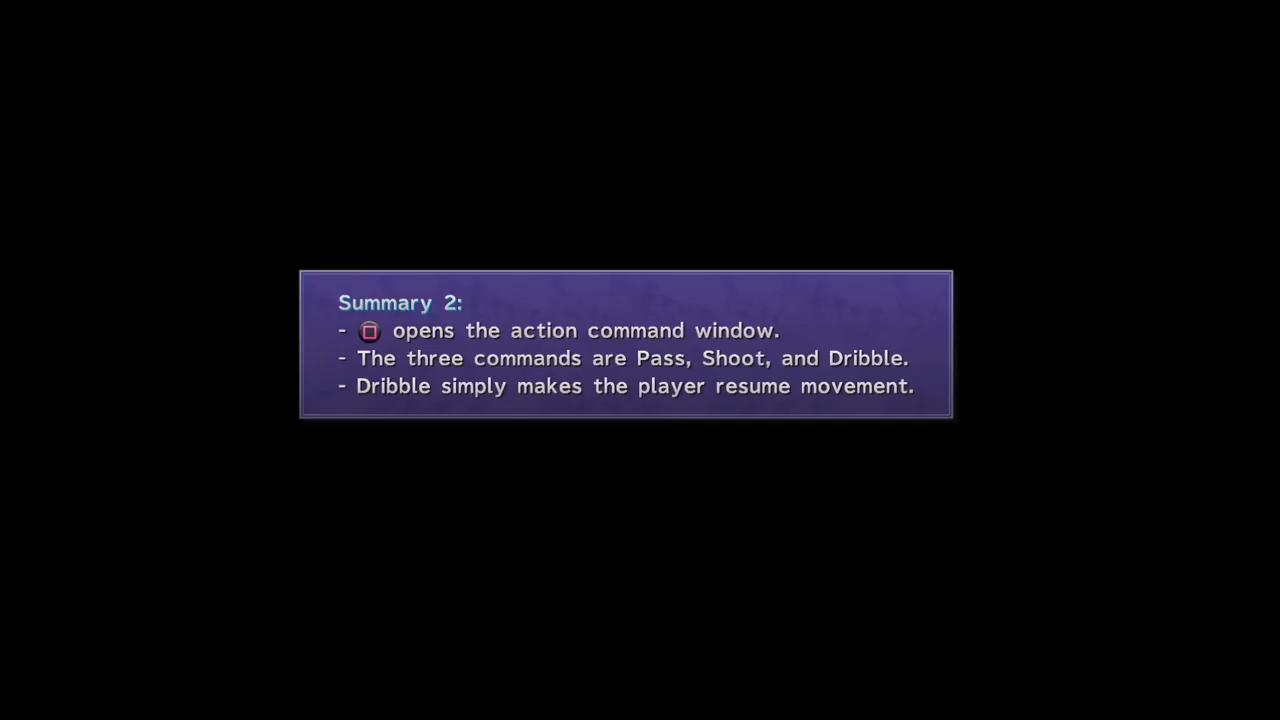 Summary 2:
- □ opens the action command window.
- The three commands are Pass, Shoot, and Dribble.
- Dribble simply makes the player resume movement.